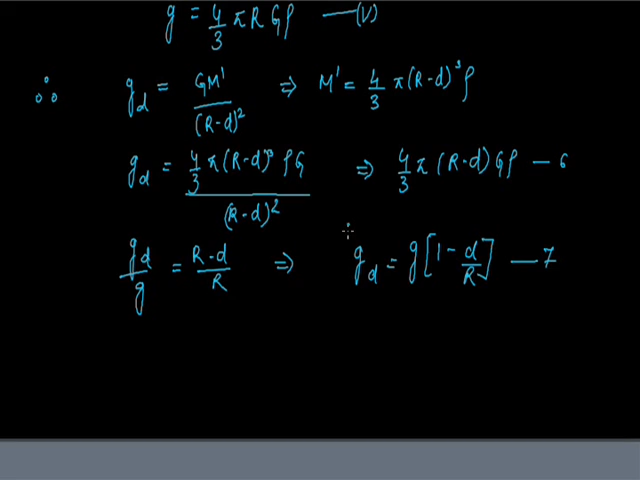 g = 4/3 π R G ρ —(V)
∴ g_d = GM'/(R-d)² ⇒ M' = 4/3 π (R-d)³ ρ
g_d = 4/3 π (R-d)³ ρ G / (R-d)² ⇒ 4/3 π (R-d) G ρ — 6
g_d/g = R-d/R ⇒ g_d = g[1 - d/R] — 7